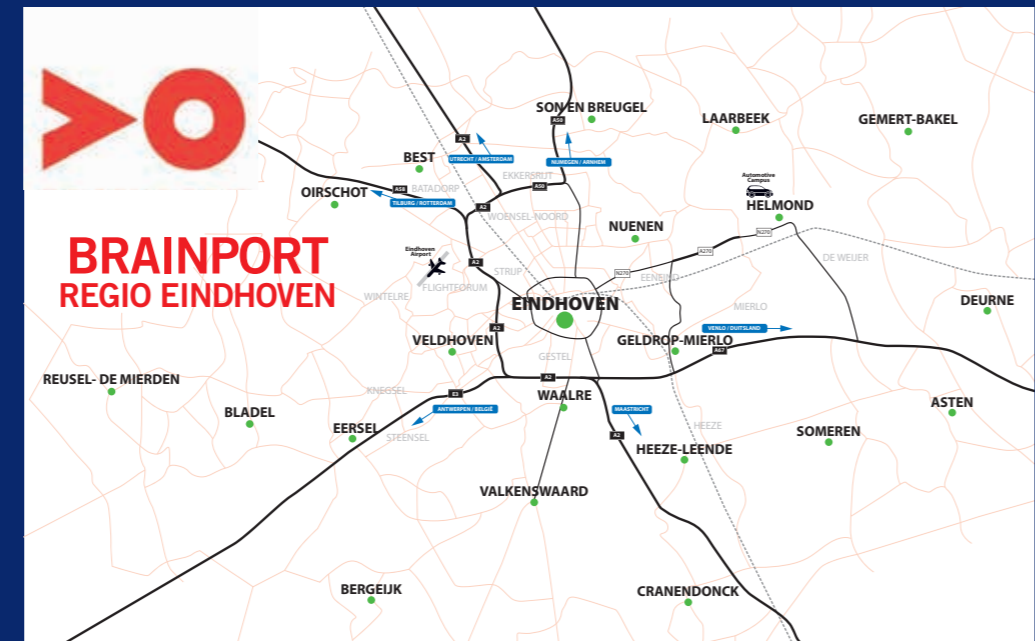 SON EN BREUGEL
A50
LAARBEEK
GEMERT-BAKEL
A2
UTRECHT / AMSTERDAM
NIJMEGEN / ARNHEM
BEST
EKKERSRIJT
Automotive
Campus
A58
BATADORP
A50
OIRSCHOT
TILBURG / ROTTERDAM
A2
HELMOND
WOENSEL-NOORD
NUENEN
N270
BRAINPORT
REGIO EINDHOVEN
Eindhoven
Airport
A2
A270
DE WEIJER
STRIJP
N270
EENEIND
FLIGHTFORUM
WINTELRE
EINDHOVEN
MIERLO
DEURNE
A2
VENLO / DUITSLAND
VELDHOVEN
GELDROP-MIERLO
A67
GESTEL
REUSEL- DE MIERDEN
A2
KNEGSEL
E3
WAALRE
ASTEN
BLADEL
ANTWERPEN / BELGIË
MAASTRICHT
EERSEL
STEENSEL
A2
HEEZE
SOMEREN
HEEZE-LEENDE
VALKENSWAARD
BERGEIJK
CRANENDONCK